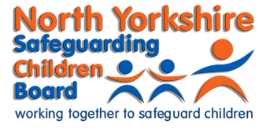 North Yorkshire
Safeguarding
Children
Board
working together to safeguard children